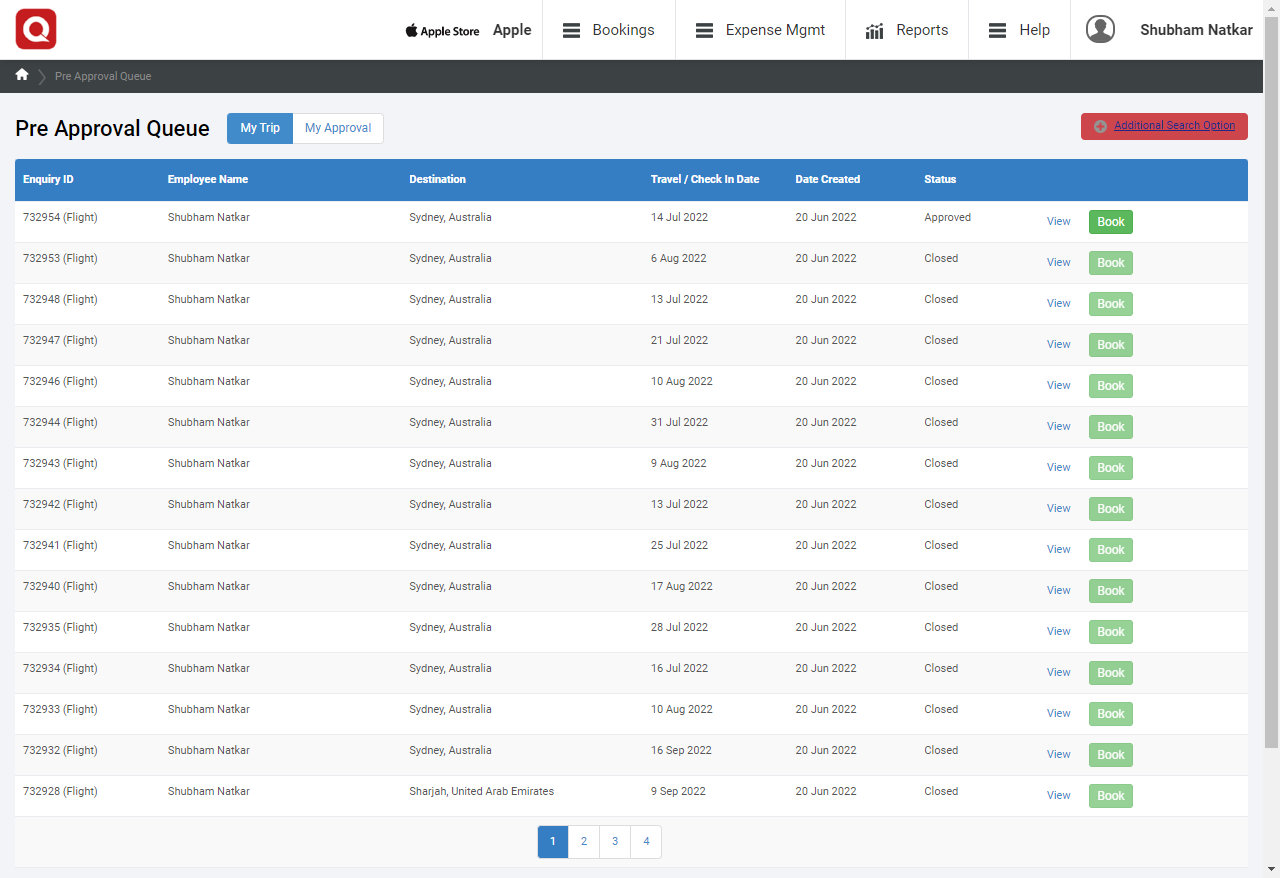 Apple Store Apple Bookings Expense Mgmt Reports Help Shubham Natkar
Pre Approval Queue
Pre Approval Queue My Trip My Approval Additional Search Option
Enquiry ID Employee Name Destination Travel / Check In Date Date Created Status
732954 (Flight) Shubham Natkar Sydney, Australia 14 Jul 2022 20 Jun 2022 Approved View Book
732953 (Flight) Shubham Natkar Sydney, Australia 6 Aug 2022 20 Jun 2022 Closed View Book
732948 (Flight) Shubham Natkar Sydney, Australia 13 Jul 2022 20 Jun 2022 Closed View Book
732947 (Flight) Shubham Natkar Sydney, Australia 21 Jul 2022 20 Jun 2022 Closed View Book
732946 (Flight) Shubham Natkar Sydney, Australia 10 Aug 2022 20 Jun 2022 Closed View Book
732944 (Flight) Shubham Natkar Sydney, Australia 31 Jul 2022 20 Jun 2022 Closed View Book
732943 (Flight) Shubham Natkar Sydney, Australia 9 Aug 2022 20 Jun 2022 Closed View Book
732942 (Flight) Shubham Natkar Sydney, Australia 13 Jul 2022 20 Jun 2022 Closed View Book
732941 (Flight) Shubham Natkar Sydney, Australia 25 Jul 2022 20 Jun 2022 Closed View Book
732940 (Flight) Shubham Natkar Sydney, Australia 17 Aug 2022 20 Jun 2022 Closed View Book
732935 (Flight) Shubham Natkar Sydney, Australia 28 Jul 2022 20 Jun 2022 Closed View Book
732934 (Flight) Shubham Natkar Sydney, Australia 16 Jul 2022 20 Jun 2022 Closed View Book
732933 (Flight) Shubham Natkar Sydney, Australia 10 Aug 2022 20 Jun 2022 Closed View Book
732932 (Flight) Shubham Natkar Sydney, Australia 16 Sep 2022 20 Jun 2022 Closed View Book
732928 (Flight) Shubham Natkar Sharjah, United Arab Emirates 9 Sep 2022 20 Jun 2022 Closed View Book
1 2 3 4